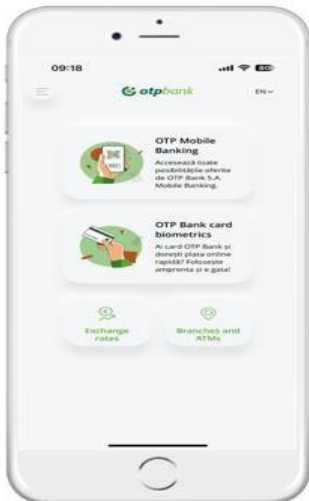 09:18
otpbank
EN
OTP Mobile
Banking
Accesează toate
posibilitățile oferite
de OTP Bank S.A.
Mobile Banking.
OTP Bank card
biometrics
Ai card OTP Bank și
dorești plata online
rapidă? Folosește
amprenta și e gata!
Exchange
rates
Branches and
ATMs